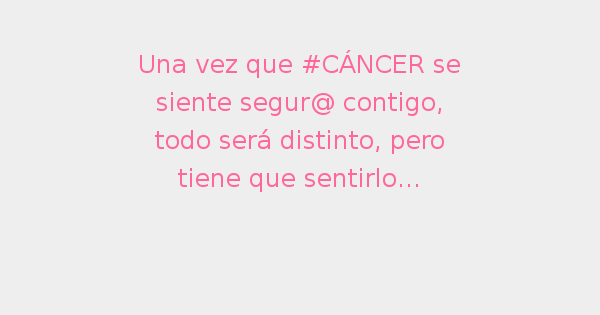 Una vez que #CÁNCER se
siente segur@ contigo,
todo será distinto, pero
tiene que sentirlo...